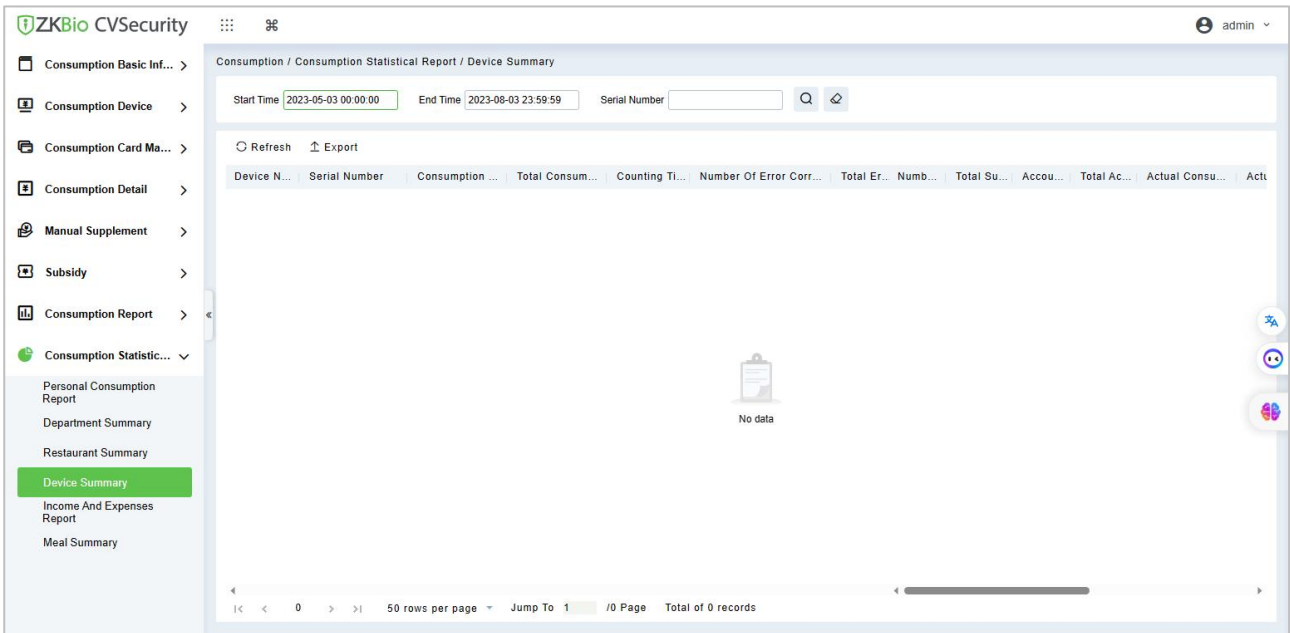 ZKBio CVSecurity
admin
Consumption Basic Inf...
Consumption Device
Consumption Card Ma...
Consumption Detail
Manual Supplement
Subsidy
Consumption Report
Consumption Statistic...
Personal Consumption
Report
Department Summary
Restaurant Summary
Device Summary
Income And Expenses
Report
Meal Summary
Consumption / Consumption Statistical Report / Device Summary
Start Time 2023-05-03 00:00:00 End Time 2023-08-03 23:59:59 Serial Number
Refresh Export
Device N... Serial Number Consumption ... Total Consum... Counting Ti... Number Of Error Corr... Total Er... Numb... Total Su... Accou... Total Ac... Actual Consu... Actu
No data
0 50 rows per page Jump To 1 /0 Page Total of 0 records